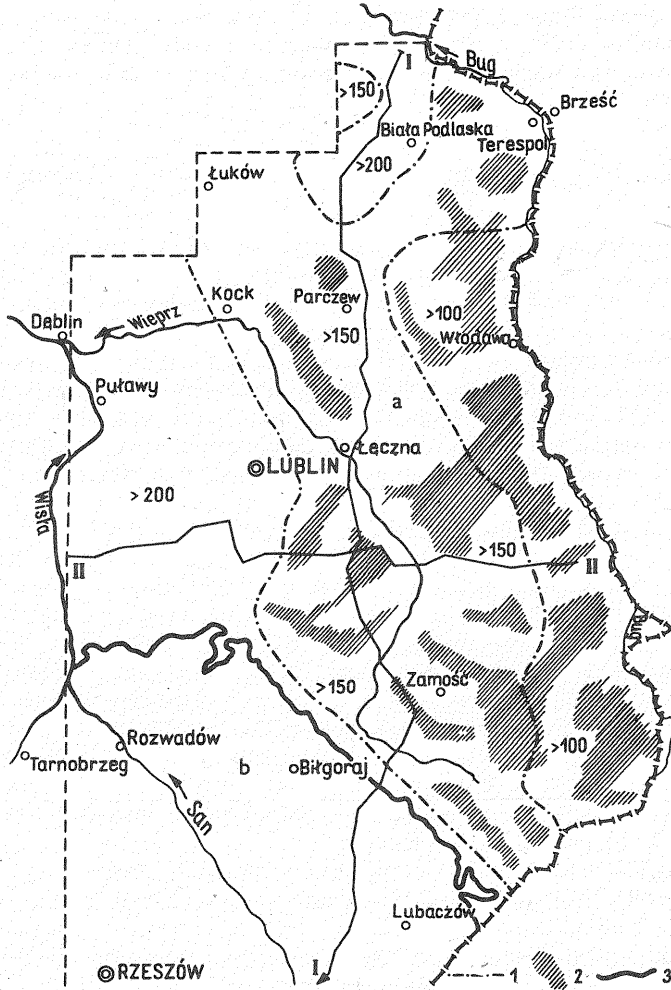 I
Bug
>150
Brześć
Biała Podlaska
Terespol
>200
Łuków
Kock
Parczew
>100
Wieprz
Dęblin
>150
Włodawa
Puławy
a
Łęczna
LUBLIN
>200
Wisła
>150
II
II
Bug
>150
Zamość
Rozwadów
>100
Tarnobrzeg
b
Biłgoraj
San
Lubaczów
RZESZÓW
I
1
2
3